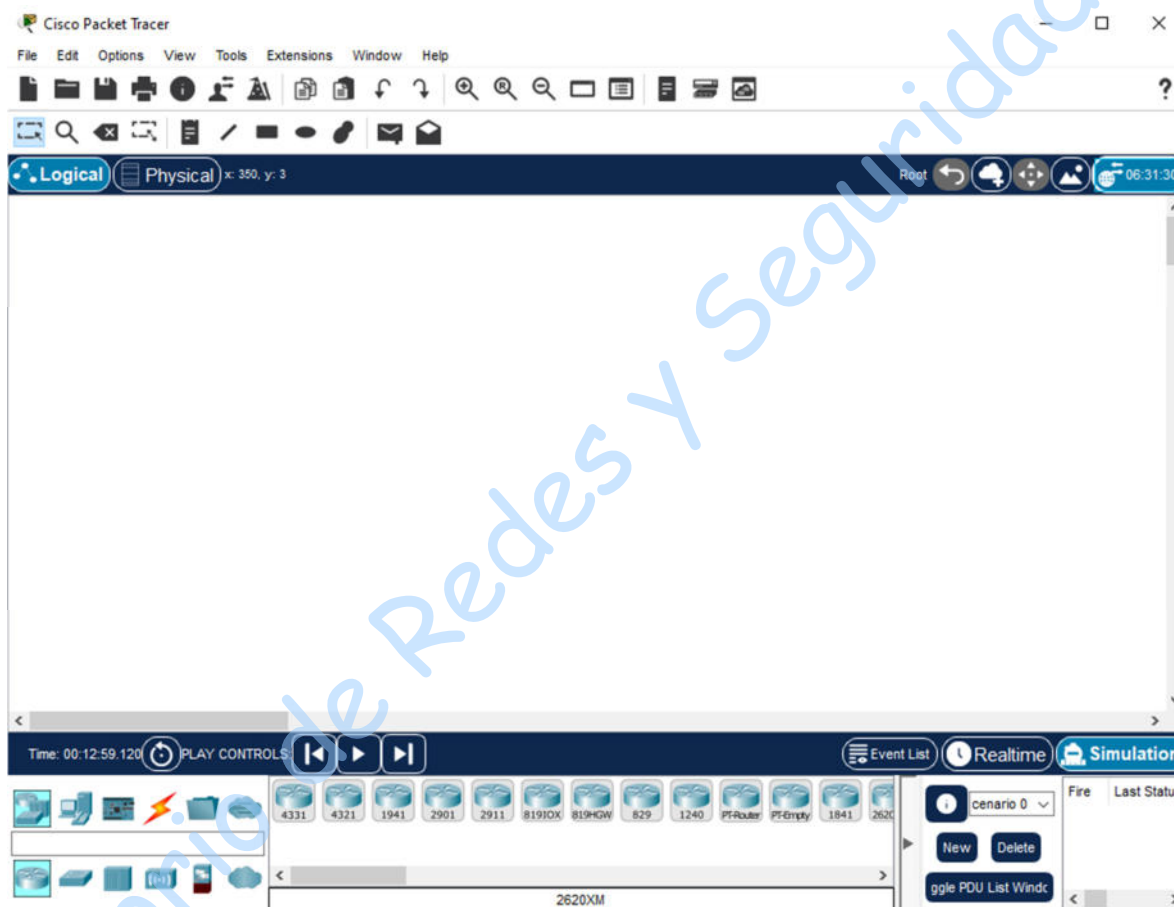 Cisco Packet Tracer
File Edit Options View Tools Extensions Window Help
?
Logical Physical x: 350, y: 3 Root 06:31:30
Time: 00:12:59.120 PLAY CONTROLS: Event List Realtime Simulation
4331 4321 1941 2901 2911 819IOX 819HGW 829 1240 PT-Router PT-Empty 1841 262
cenario 0
Fire Last Statu
New Delete
ggle PDU List Windo
2620XM
rio de Redes y Seguridad